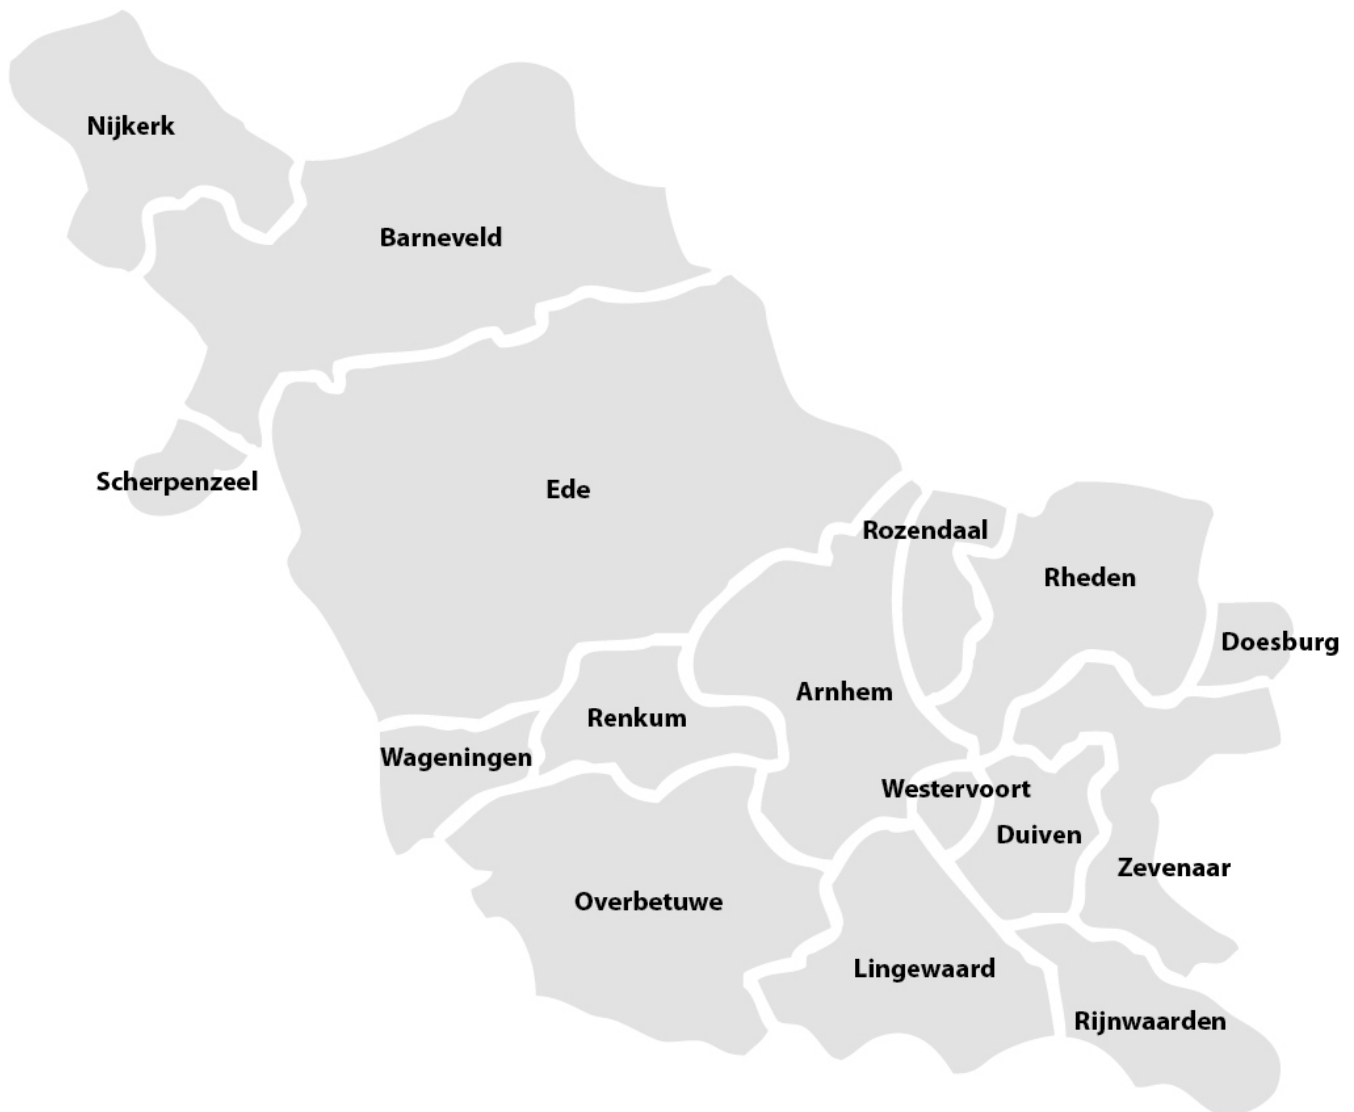 Nijkerk
Barneveld
Scherpenzeel
Ede
Rozendaal
Rheden
Doesburg
Arnhem
Renkum
Wageningen
Westervoort
Duiven
Zevenaar
Overbetuwe
Lingewaard
Rijnwaarden